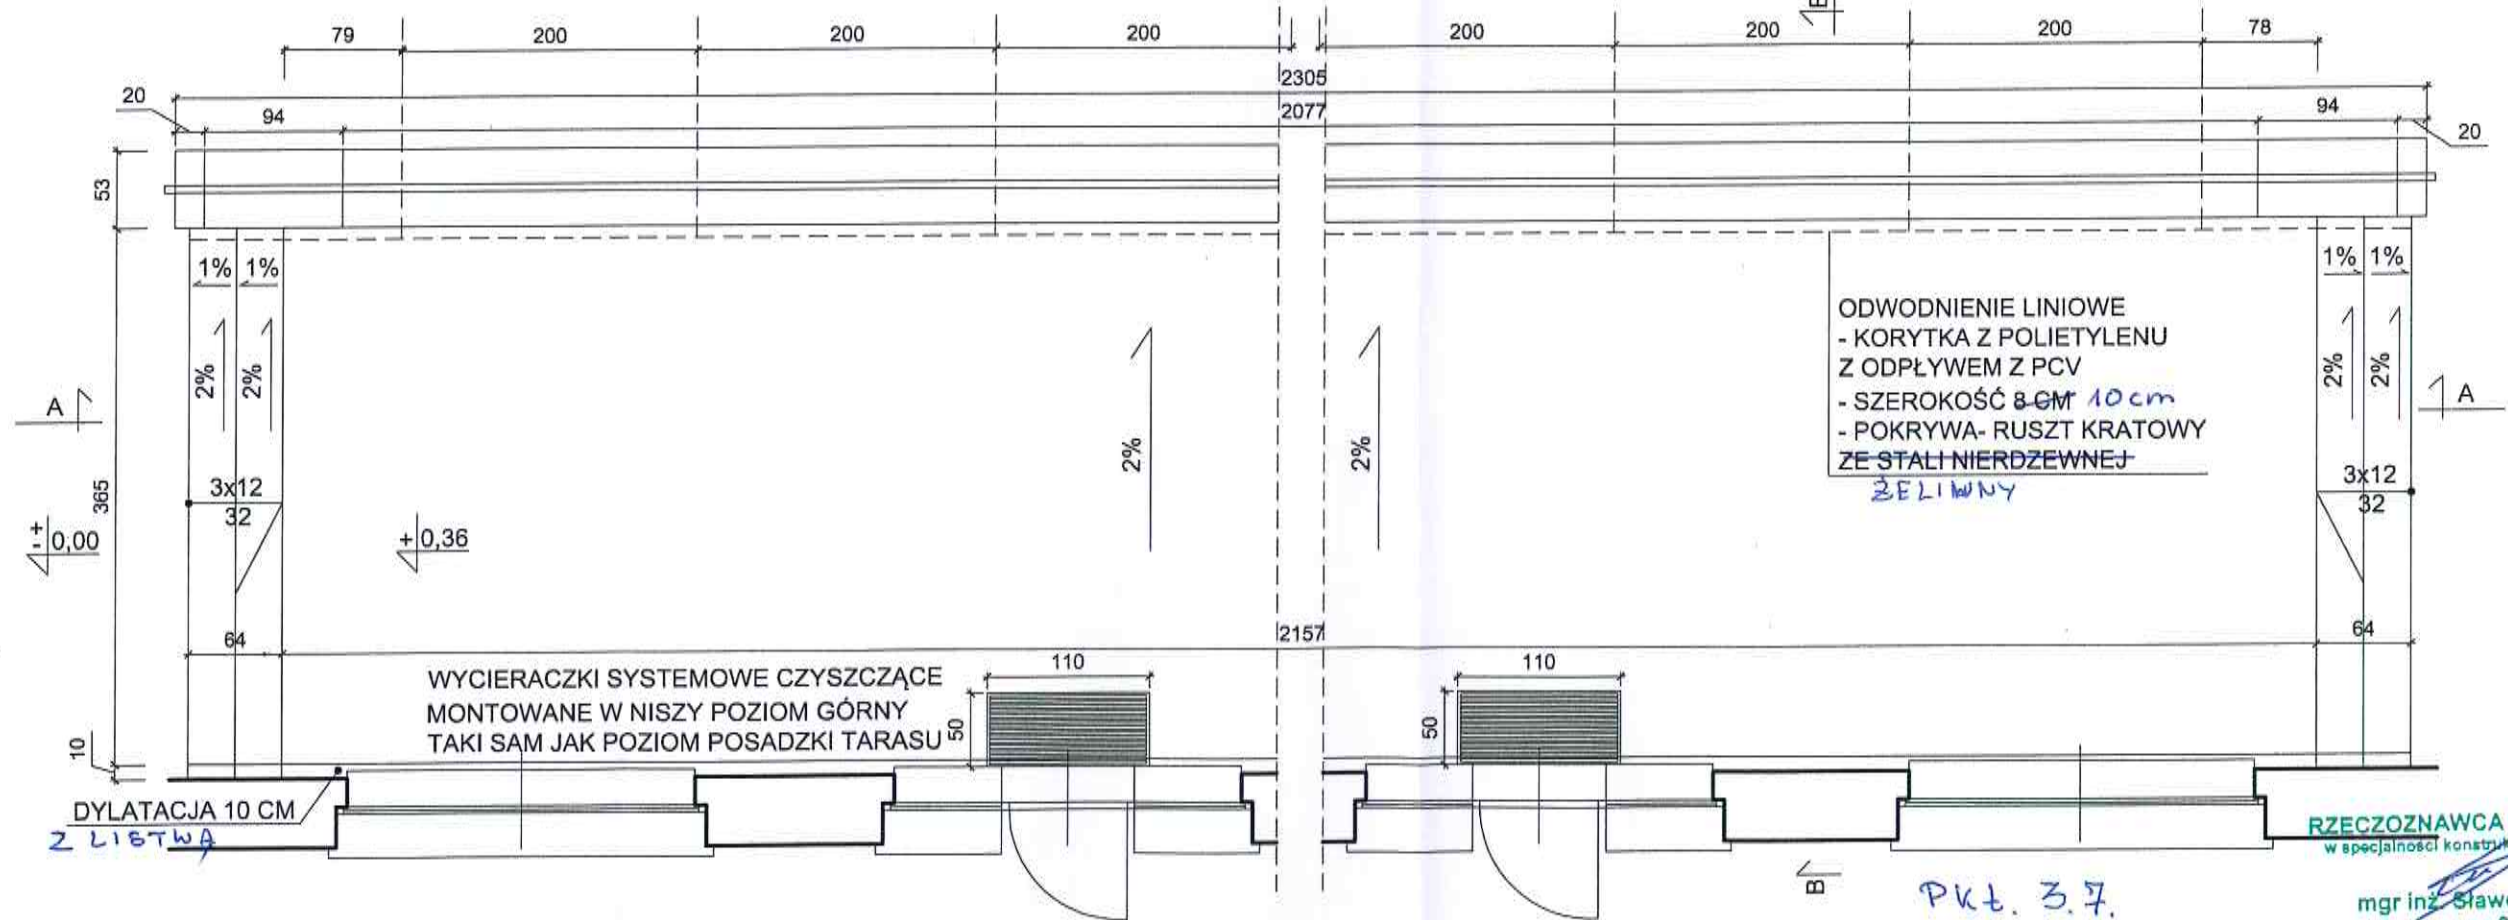 B
79 200 200 200 200 200 200 78
2305
20 94 2077 94 20
53
1% 1% 1% 1%
2% 2% 2% 2% 2% 2%
ODWODNIENIE LINIOWE
- KORYTKA Z POLIETYLENU
Z ODPŁYWEM Z PCV
- SZEROKOŚĆ 8 CM 10 cm
- POKRYWA- RUSZT KRATOWY
ZE STALI NIERDZEWNEJ
ŻELIWNY
A A
365
3x12 3x12
32 32
+
- 0,00
+ 0,36
64 2157 64
WYCIERACZKI SYSTEMOWE CZYSZCZĄCE
MONTOWANE W NISZY POZIOM GÓRNY
TAKI SAM JAK POZIOM POSADZKI TARASU
110 110
50 50
10
DYLATACJA 10 CM
Z LISTWĄ
B
Pkt. 3.7.
RZECZOZNAWCA
w specjalności
mgr inż.